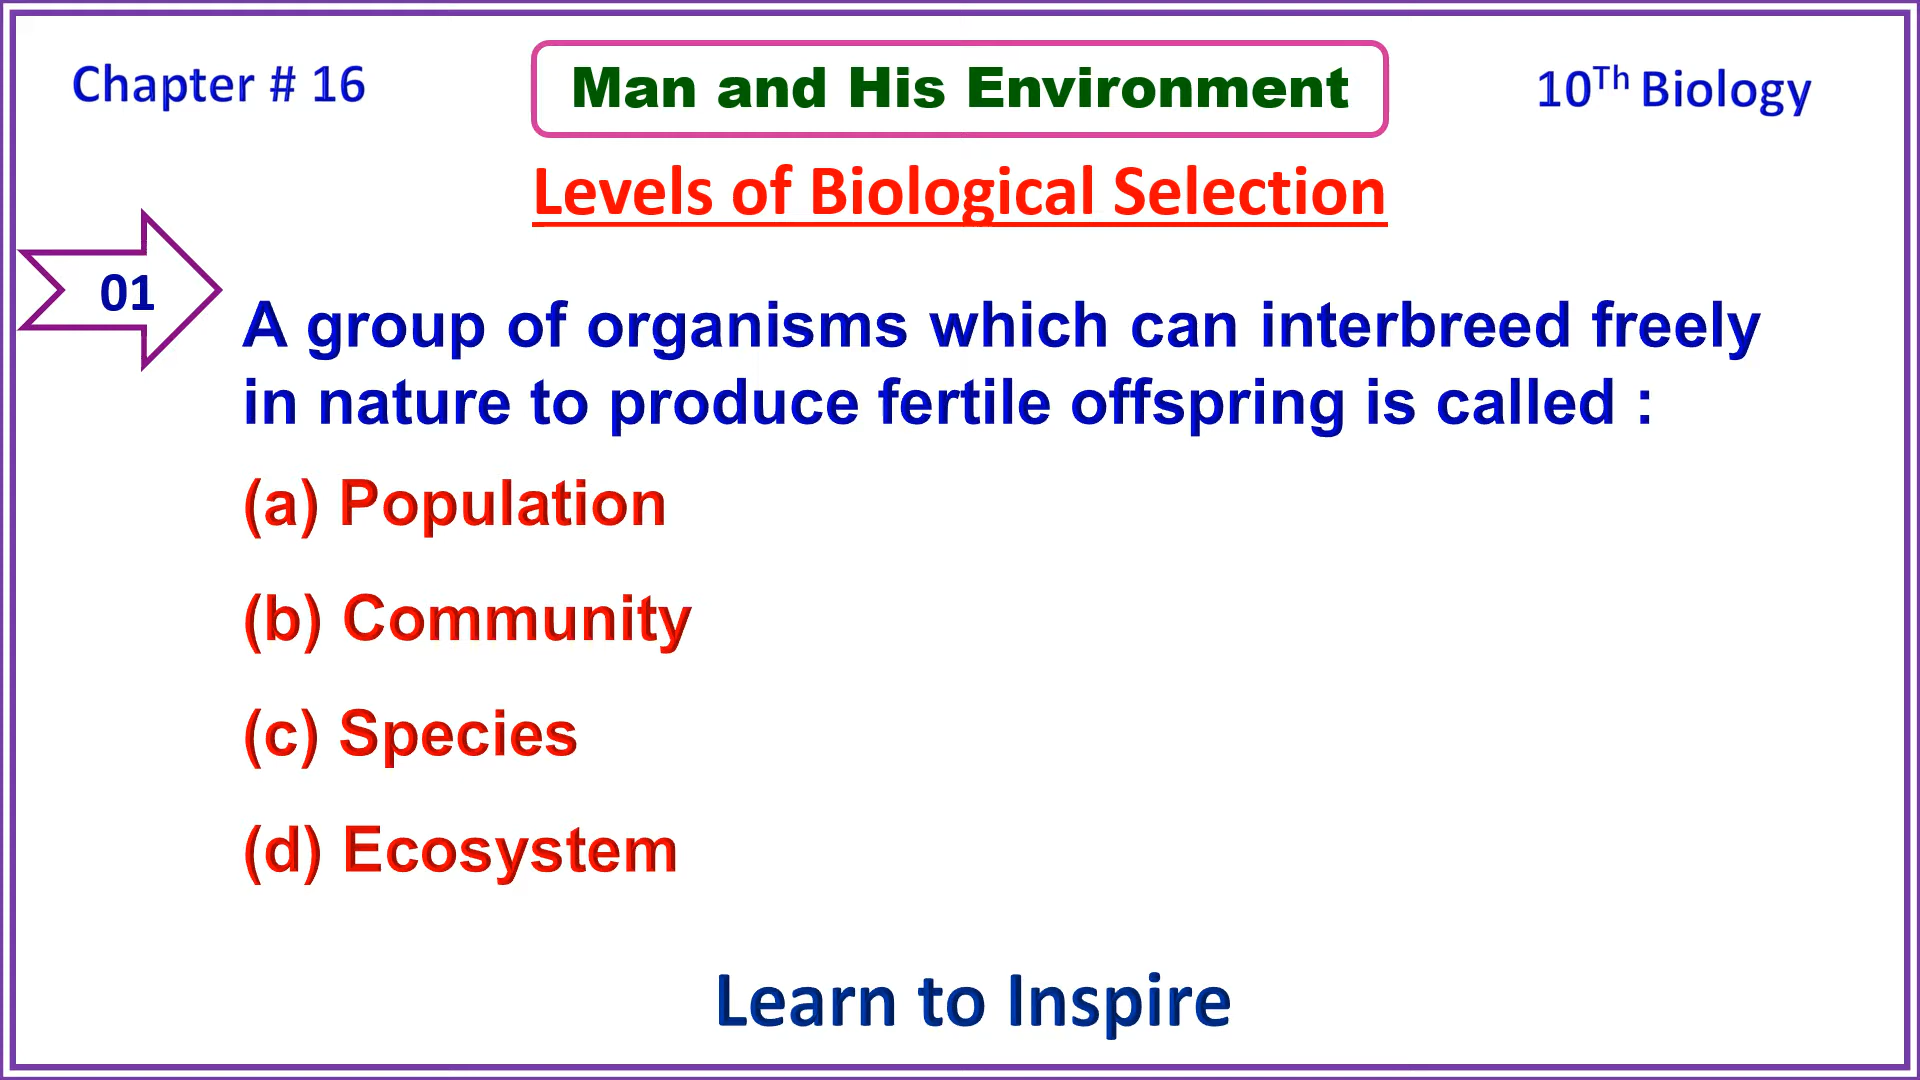 Chapter # 16
Man and His Environment
10Th Biology
Levels of Biological Selection
01
A group of organisms which can interbreed freely
in nature to produce fertile offspring is called :
(a) Population
(b) Community
(c) Species
(d) Ecosystem
Learn to Inspire